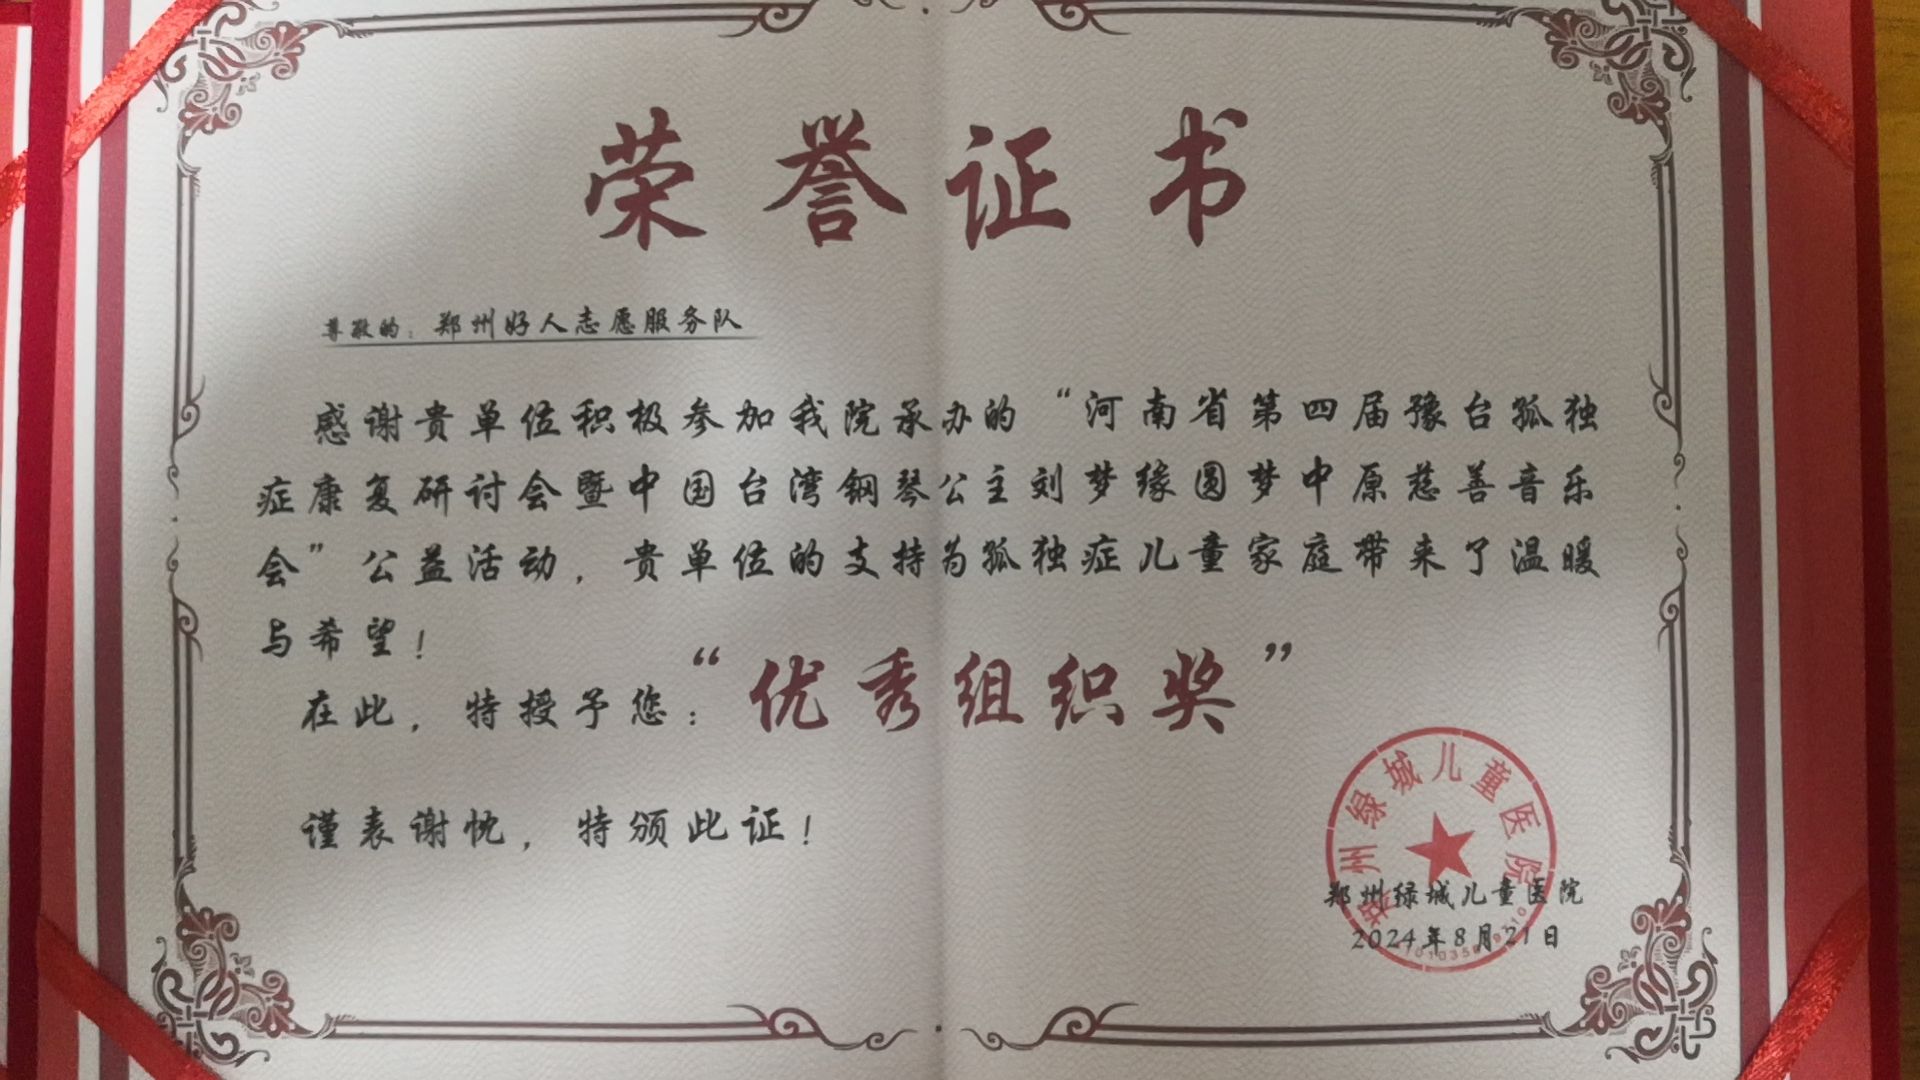 荣誉证书
尊敬的：郑州好人志愿服务队
感谢贵单位积极参加我院承办的“河南省第四届豫台孤独
症康复研讨会暨中国台湾钢琴公主刘梦缘圆梦中原慈善音乐
会”公益活动，贵单位的支持为孤独症儿童家庭带来了温暖
与希望！
在此，特授予您：“优秀组织奖”
谨表谢忱，特颁此证！
郑州绿城儿童医院
郑州绿城儿童医院
2024年8月21日